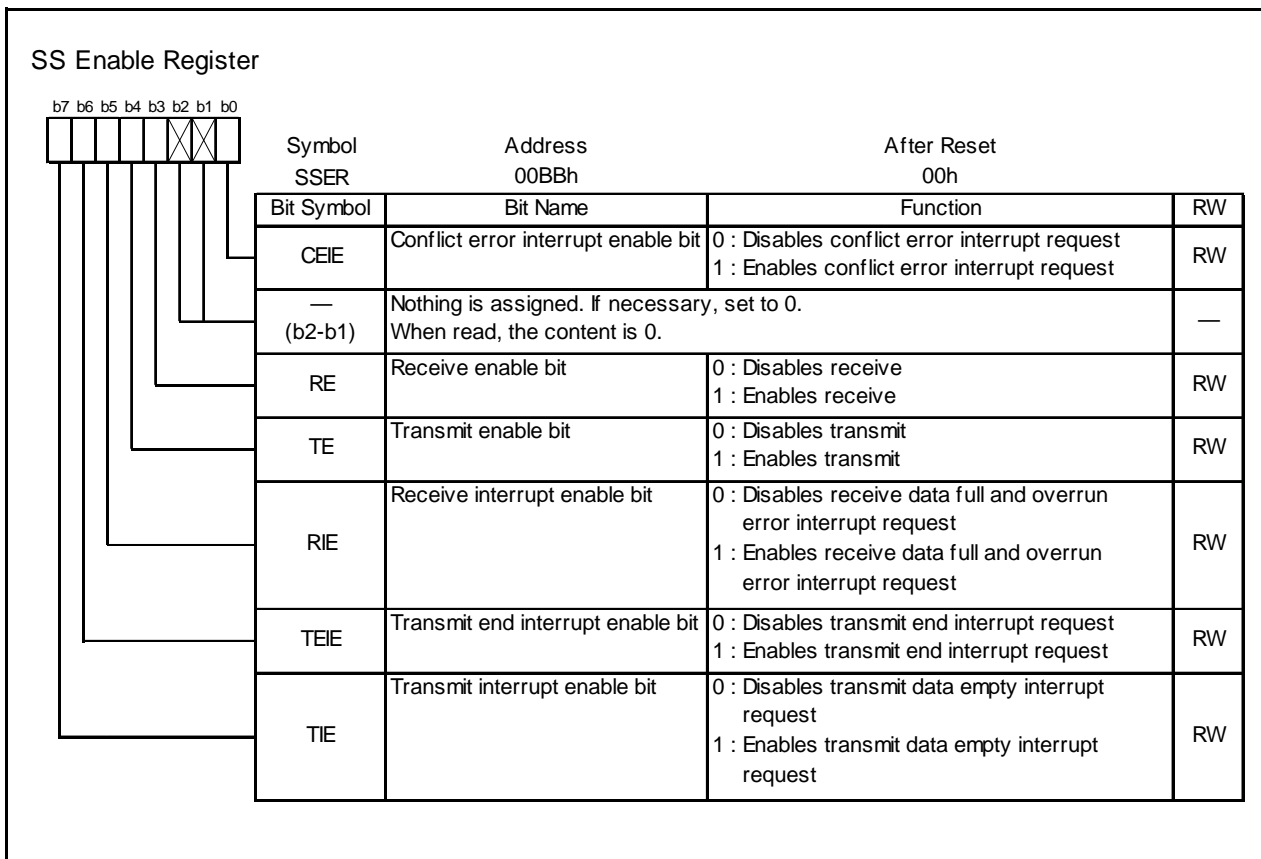 SS Enable Register
b7 b6 b5 b4 b3 b2 b1 b0
Symbol Address After Reset
SSER 00BBh 00h
Bit Symbol Bit Name Function RW
CEIE Conflict error interrupt enable bit 0 : Disables conflict error interrupt request RW
1 : Enables conflict error interrupt request
— Nothing is assigned. If necessary, set to 0. —
(b2-b1) When read, the content is 0.
RE Receive enable bit 0 : Disables receive RW
1 : Enables receive
TE Transmit enable bit 0 : Disables transmit RW
1 : Enables transmit
RIE Receive interrupt enable bit 0 : Disables receive data full and overrun RW
error interrupt request
1 : Enables receive data full and overrun
error interrupt request
TEIE Transmit end interrupt enable bit 0 : Disables transmit end interrupt request RW
1 : Enables transmit end interrupt request
TIE Transmit interrupt enable bit 0 : Disables transmit data empty interrupt RW
request
1 : Enables transmit data empty interrupt
request